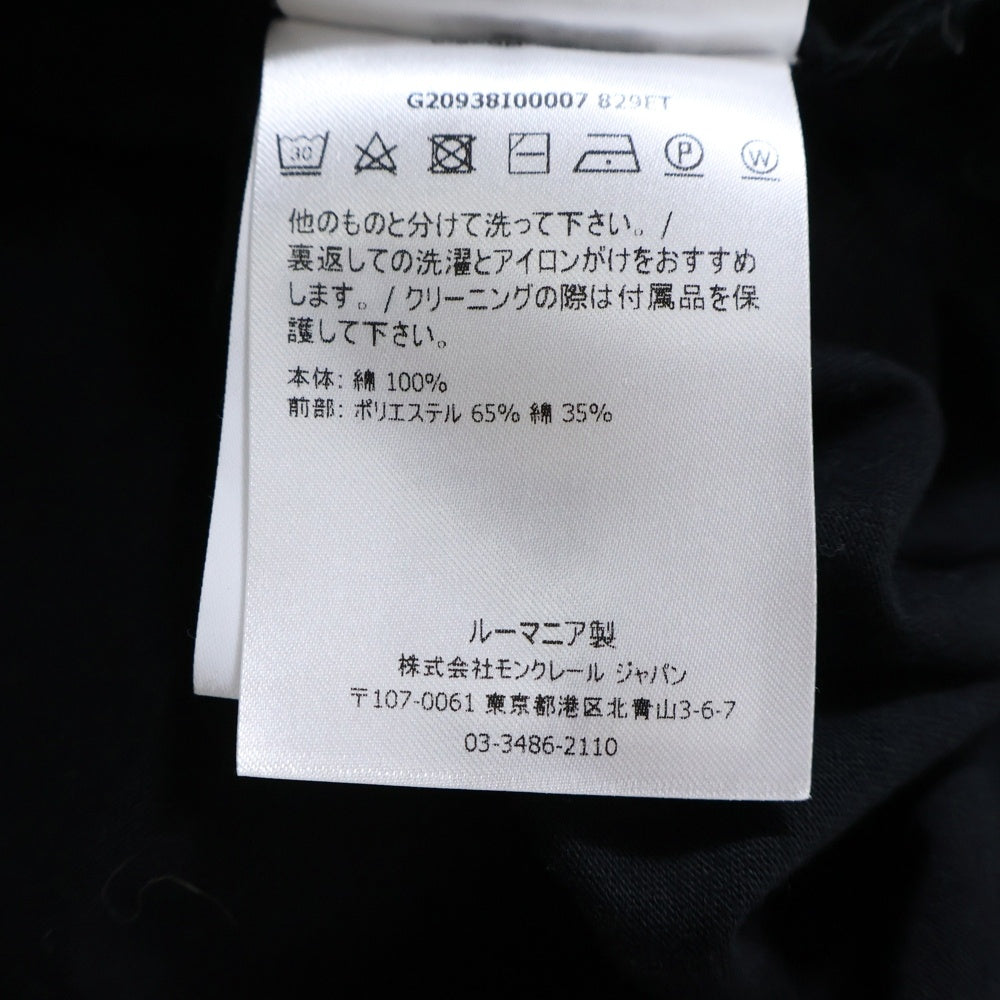 G20938I00007 829FT
30 P W
他のものと分けて洗って下さい。/
裏返しての洗濯とアイロンがけをおすすめ
します。/ クリーニングの際は付属品を保
護して下さい。
本体: 綿 100%
前部: ポリエステル 65% 綿 35%
ルーマニア製
株式会社モンクレール ジャパン
〒107-0061 東京都港区北青山3-6-7
03-3486-2110